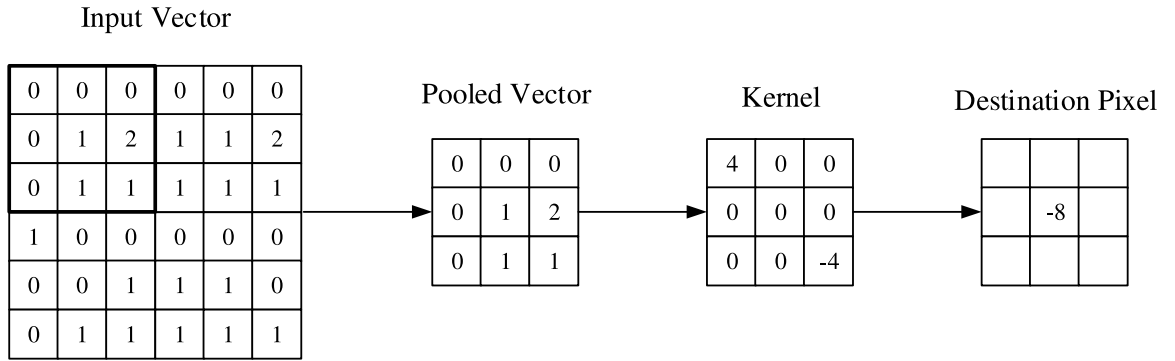 Input Vector
0 0 0 0 0 0
0 1 2 1 1 2
0 1 1 1 1 1
1 0 0 0 0 0
0 0 1 1 1 0
0 1 1 1 1 1
Pooled Vector
0 0 0
0 1 2
0 1 1
Kernel
4 0 0
0 0 0
0 0 -4
Destination Pixel
-8